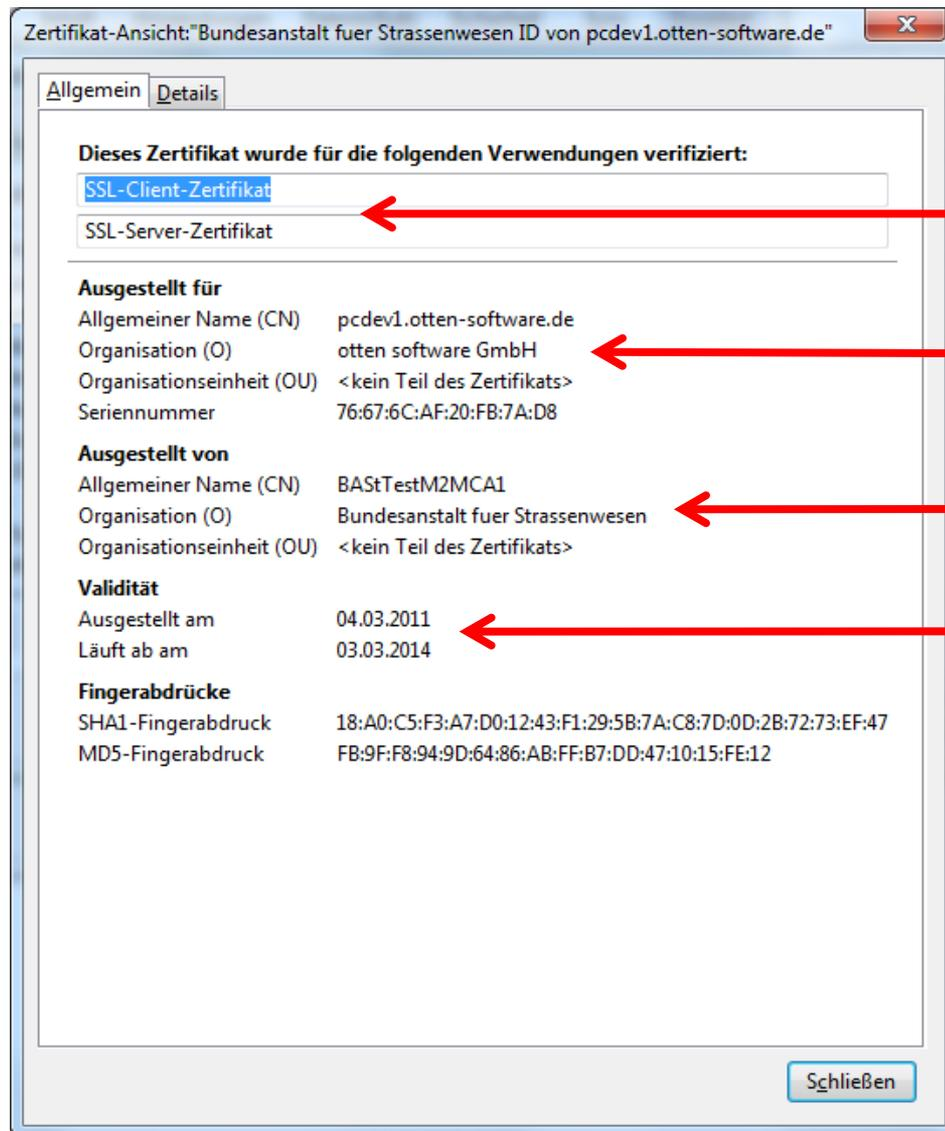 Zertifikat-Ansicht:"Bundesanstalt fuer Strassenwesen ID von pcdev1.otten-software.de"
Allgemein Details
Dieses Zertifikat wurde für die folgenden Verwendungen verifiziert:
SSL-Client-Zertifikat
SSL-Server-Zertifikat
Ausgestellt für
Allgemeiner Name (CN) pcdev1.otten-software.de
Organisation (O) otten software GmbH
Organisationseinheit (OU) <kein Teil des Zertifikats>
Seriennummer 76:67:6C:AF:20:FB:7A:D8
Ausgestellt von
Allgemeiner Name (CN) BAStTestM2MCA1
Organisation (O) Bundesanstalt fuer Strassenwesen
Organisationseinheit (OU) <kein Teil des Zertifikats>
Validität
Ausgestellt am 04.03.2011
Läuft ab am 03.03.2014
Fingerabdrücke
SHA1-Fingerabdruck 18:A0:C5:F3:A7:D0:12:43:F1:29:5B:7A:C8:7D:0D:2B:72:73:EF:47
MD5-Fingerabdruck FB:9F:F8:94:9D:64:86:AB:FF:B7:DD:47:10:15:FE:12
Schließen